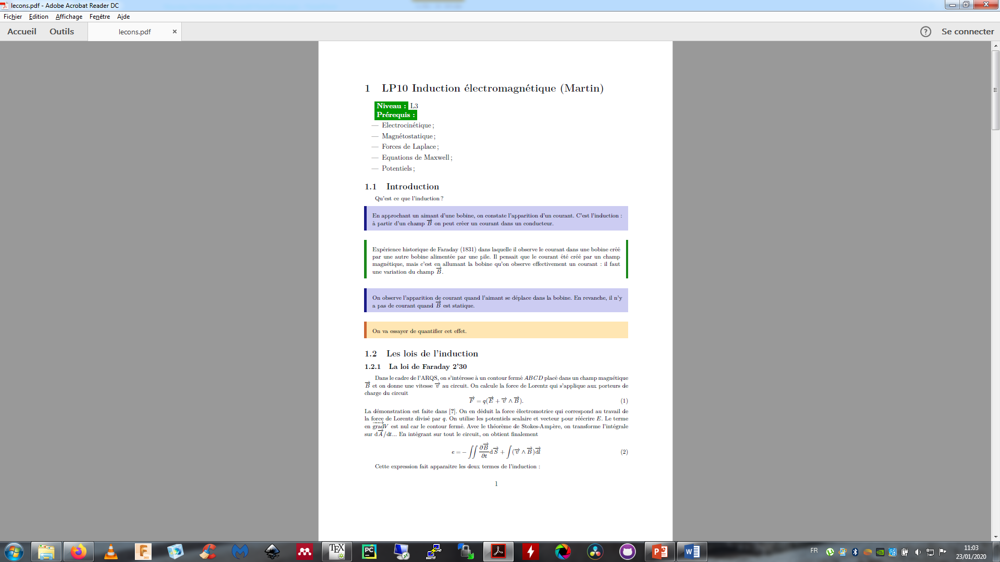 lecons.pdf - Adobe Acrobat Reader DC
Fichier Edition Affichage Fenêtre Aide
Accueil Outils lecons.pdf × ? Se connecter
1 LP10 Induction électromagnétique (Martin)
Niveau : L3
Prérequis :
— Electrocinétique ;
— Magnétostatique ;
— Forces de Laplace ;
— Equations de Maxwell ;
— Potentiels ;
1.1 Introduction
Qu'est ce que l'induction ?
En approchant un aimant d'une bobine, on constate l'apparition d'un courant. C'est l'induction :
à partir d'un champ $\overrightarrow{B}$ on peut créer un courant dans un conducteur.
Expérience historique de Faraday (1831) dans laquelle il observe le courant dans une bobine créé
par une autre bobine alimentée par une pile. Il pensait que le courant été créé par un champ
magnétique, mais c'est en allumant la bobine qu'on observe effectivement un courant : il faut
une variation du champ $\overrightarrow{B}$.
On observe l'apparition de courant quand l'aimant se déplace dans la bobine. En revanche, il n'y
a pas de courant quand $\overrightarrow{B}$ est statique.
On va essayer de quantifier cet effet.
1.2 Les lois de l'induction
1.2.1 La loi de Faraday 2'30
Dans le cadre de l'ARQS, on s'intéresse à un contour fermé ABCD placé dans un champ magnétique
$\overrightarrow{B}$ et on donne une vitesse $\overrightarrow{v}$ au circuit. On calcule la force de Lorentz qui s'applique aux porteurs de
charge du circuit
$\overrightarrow{F} = q(\overrightarrow{E} + \overrightarrow{v} \wedge \overrightarrow{B}).$ (1)
La démonstration est faite dans [?]. On en déduit la force électromotrice qui correspond au travail de
la force de Lorentz divisé par q. On utilise les potentiels scalaire et vecteur pour réécrire E. Le terme
en $\overrightarrow{\mathrm{grad}}V$ est nul car le contour fermé. Avec le théorème de Stokes-Ampère, on transforme l'intégrale
sur $\mathrm{d}\overrightarrow{A}/\mathrm{d}t$... En intégrant sur tout le circuit, on obtient finalement
$e = -\iint \frac{\partial \overrightarrow{B}}{\partial t} \mathrm{d}\overrightarrow{S} + \int (\overrightarrow{v} \wedge \overrightarrow{B}) \overrightarrow{\mathrm{d}l}$ (2)
Cette expression fait apparaitre les deux termes de l'induction :
1
FR 11:03
23/01/2020